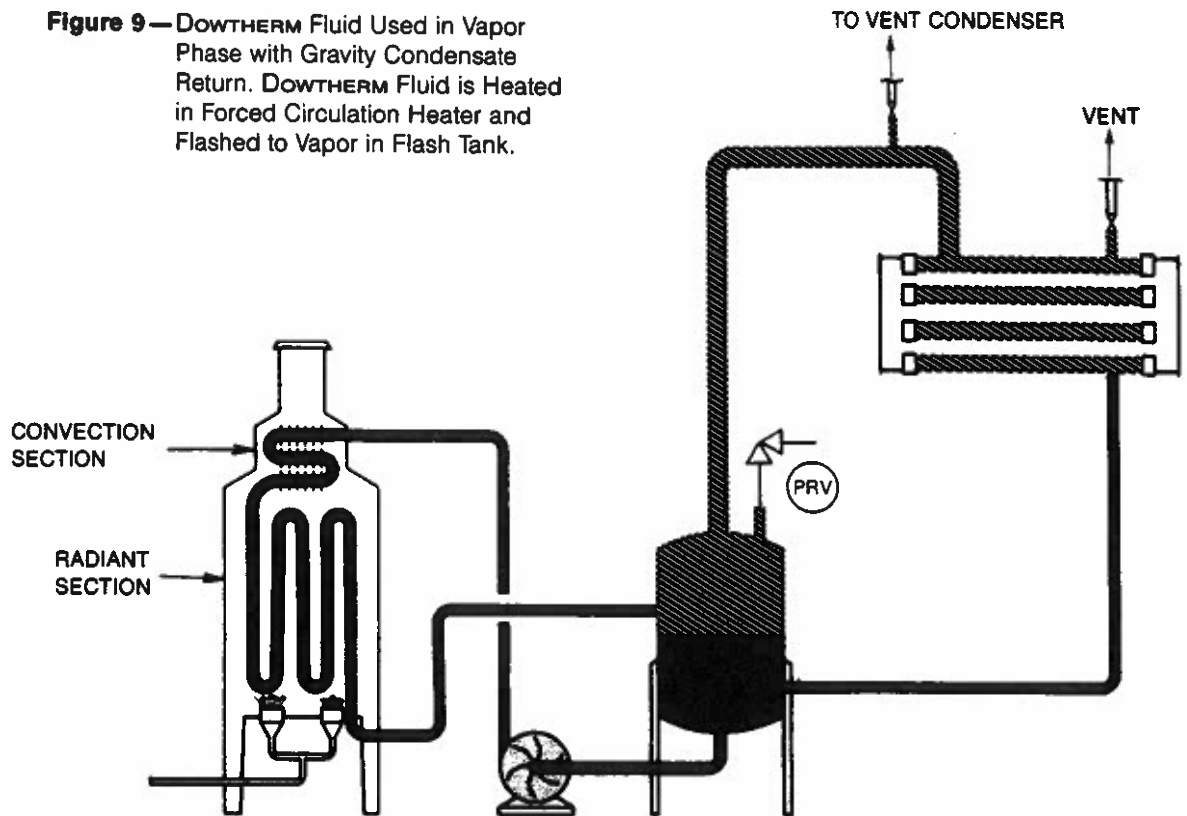 Figure 9—DOWTHERM Fluid Used in Vapor
Phase with Gravity Condensate
Return. DOWTHERM Fluid is Heated
in Forced Circulation Heater and
Flashed to Vapor in Flash Tank.
TO VENT CONDENSER
VENT
CONVECTION
SECTION
PRV
RADIANT
SECTION